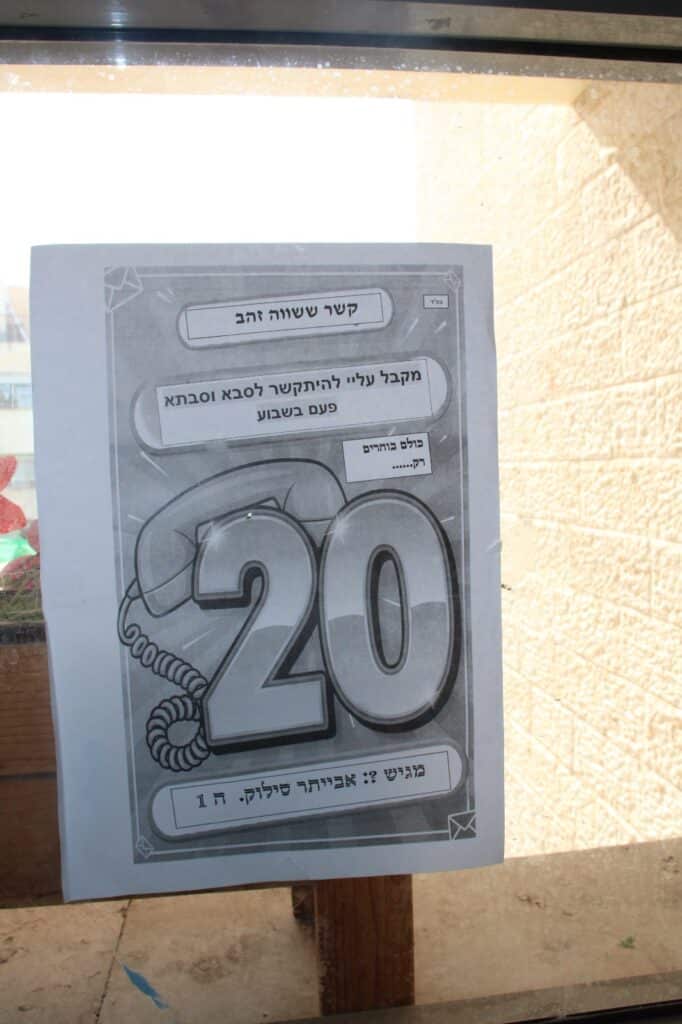 בס"ד
קשר ששווה זהב
מקבל עליי להיתקשר לסבא וסבתא
פעם בשבוע
כולם בוחרים
רק......
20
מגיש ?: אבייתר סילוק. ה 1